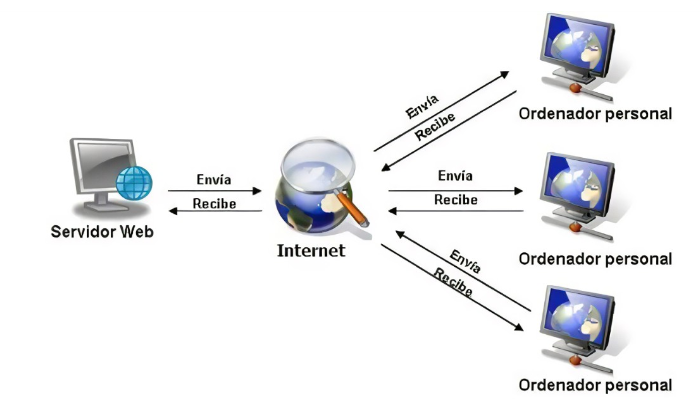 Envía
Recibe
Ordenador personal
Envía
Recibe
Servidor Web
Envía
Recibe
Ordenador personal
Internet
Envía
Recibe
Ordenador personal